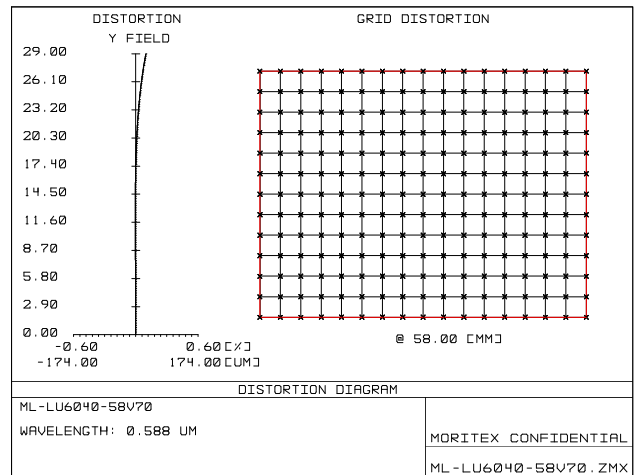 DISTORTION
Y FIELD
GRID DISTORTION
29.00
26.10
23.20
20.30
17.40
14.50
11.60
8.70
5.80
2.90
0.00
-0.60 0.60[%]
-174.00 174.00[UM]
@ 58.00 [MM]
DISTORTION DIAGRAM
ML-LU6040-58V70
WAVELENGTH: 0.588 UM
MORITEX CONFIDENTIAL
ML-LU6040-58V70.ZMX